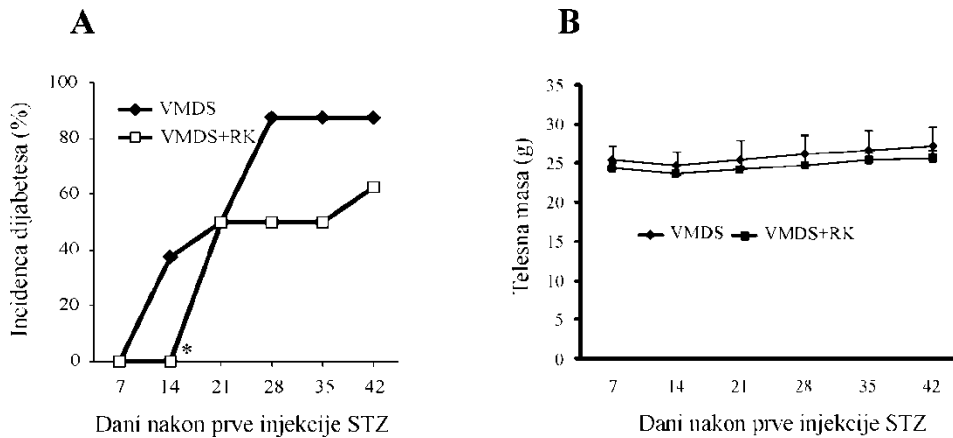 A
Incidenca dijabetesa (%)
100
80
60
40
20
0
VMDS
VMDS+RK
*
7 14 21 28 35 42
Dani nakon prve injekcije STZ
B
Telesna masa (g)
35
30
25
20
15
10
5
0
VMDS VMDS+RK
7 14 21 28 35 42
Dani nakon prve injekcije STZ